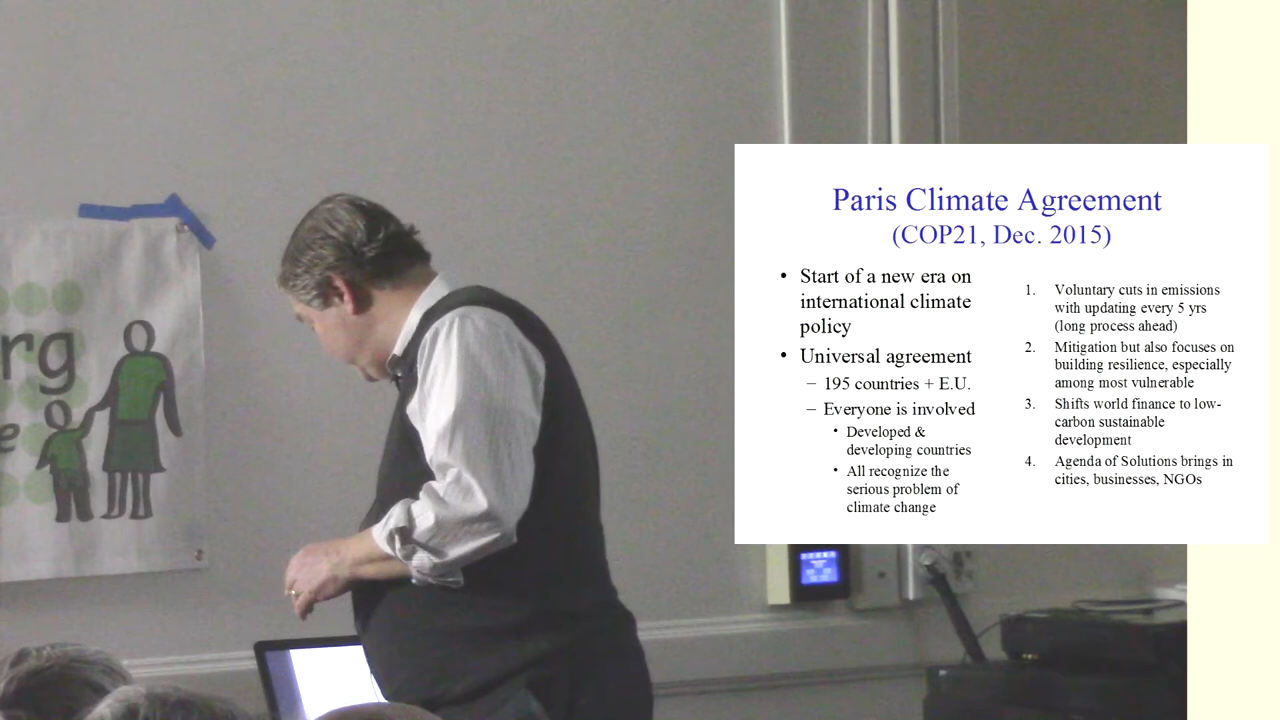 rg
e
Paris Climate Agreement
(COP21, Dec. 2015)
• Start of a new era on
international climate
policy
• Universal agreement
– 195 countries + E.U.
– Everyone is involved
• Developed &
developing countries
• All recognize the
serious problem of
climate change
1. Voluntary cuts in emissions
with updating every 5 yrs
(long process ahead)
2. Mitigation but also focuses on
building resilience, especially
among most vulnerable
3. Shifts world finance to low-
carbon sustainable
development
4. Agenda of Solutions brings in
cities, businesses, NGOs